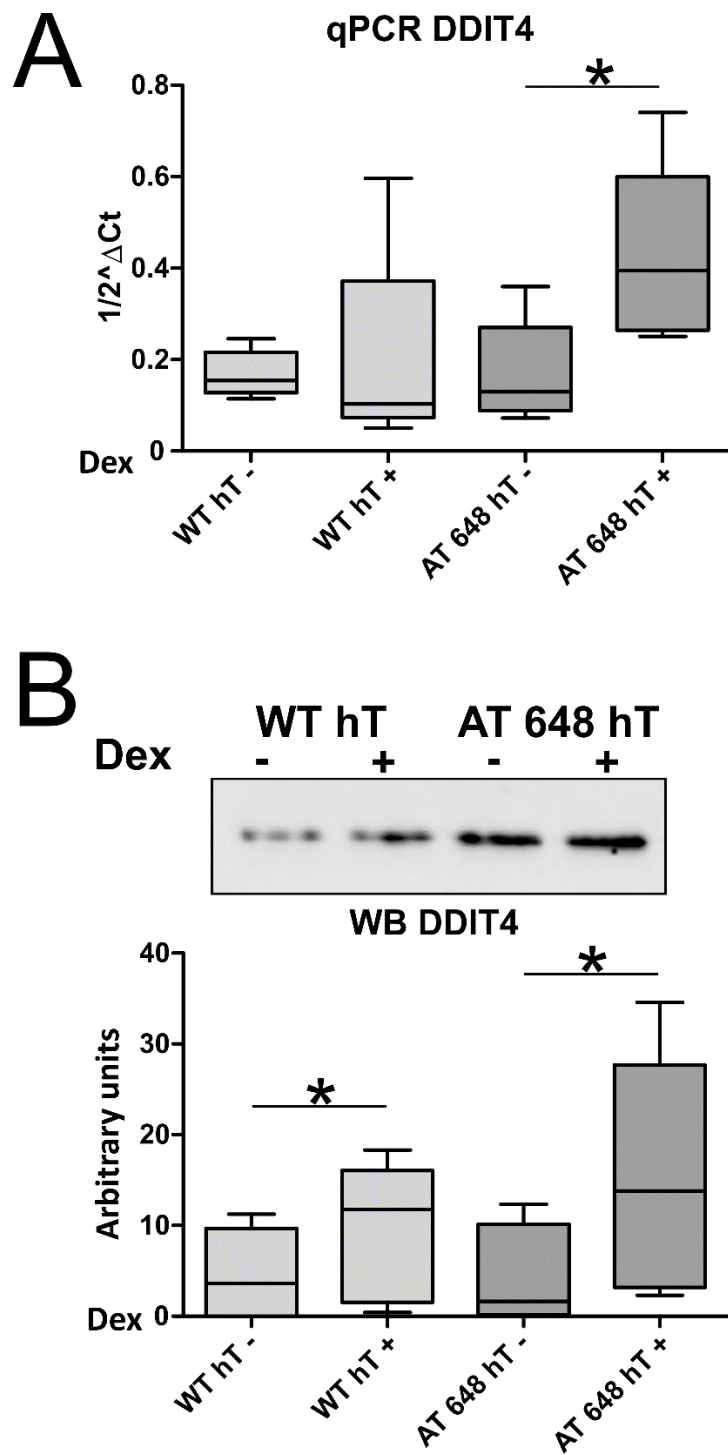 A
qPCR DDIT4
*
1/2^ΔCt
0.8
0.6
0.4
0.2
0
Dex
WT hT -
WT hT +
AT 648 hT -
AT 648 hT +
B
WT hT AT 648 hT
Dex - + - +
WB DDIT4
*
*
Arbitrary units
40
30
20
10
0
Dex
WT hT -
WT hT +
AT 648 hT -
AT 648 hT +